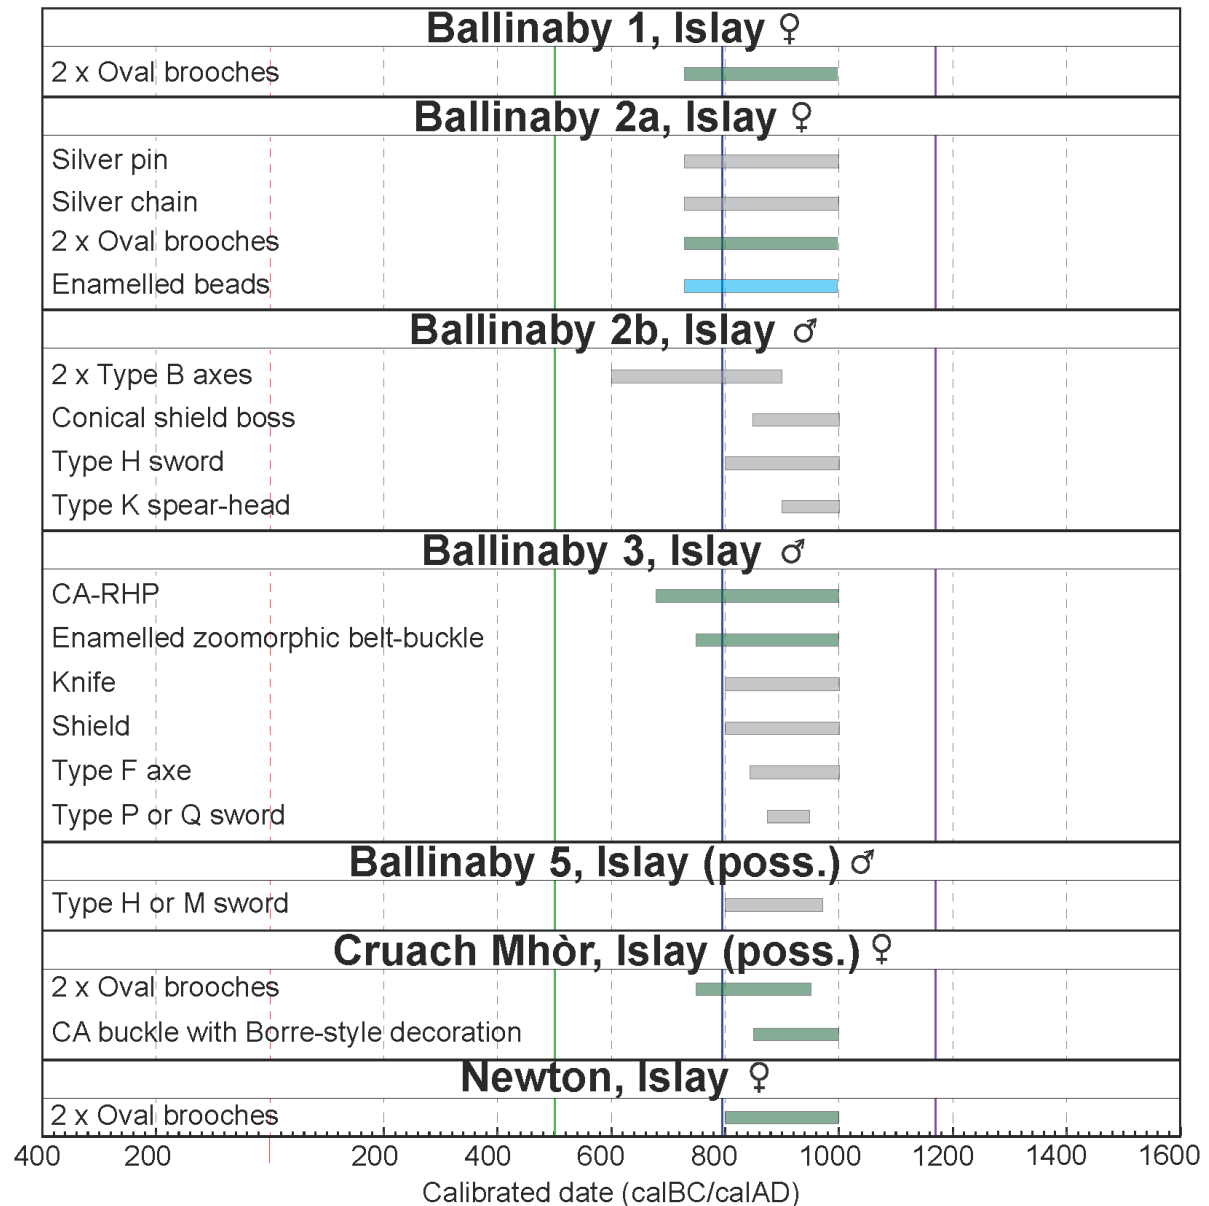 Ballinaby 1, Islay ♀
2 x Oval brooches
Ballinaby 2a, Islay ♀
Silver pin
Silver chain
2 x Oval brooches
Enamelled beads
Ballinaby 2b, Islay ♂
2 x Type B axes
Conical shield boss
Type H sword
Type K spear-head
Ballinaby 3, Islay ♂
CA-RHP
Enamelled zoomorphic belt-buckle
Knife
Shield
Type F axe
Type P or Q sword
Ballinaby 5, Islay (poss.) ♂
Type H or M sword
Cruach Mhòr, Islay (poss.) ♀
2 x Oval brooches
CA buckle with Borre-style decoration
Newton, Islay ♀
2 x Oval brooches
400 200 200 400 600 800 1000 1200 1400 1600
Calibrated date (calBC/calAD)